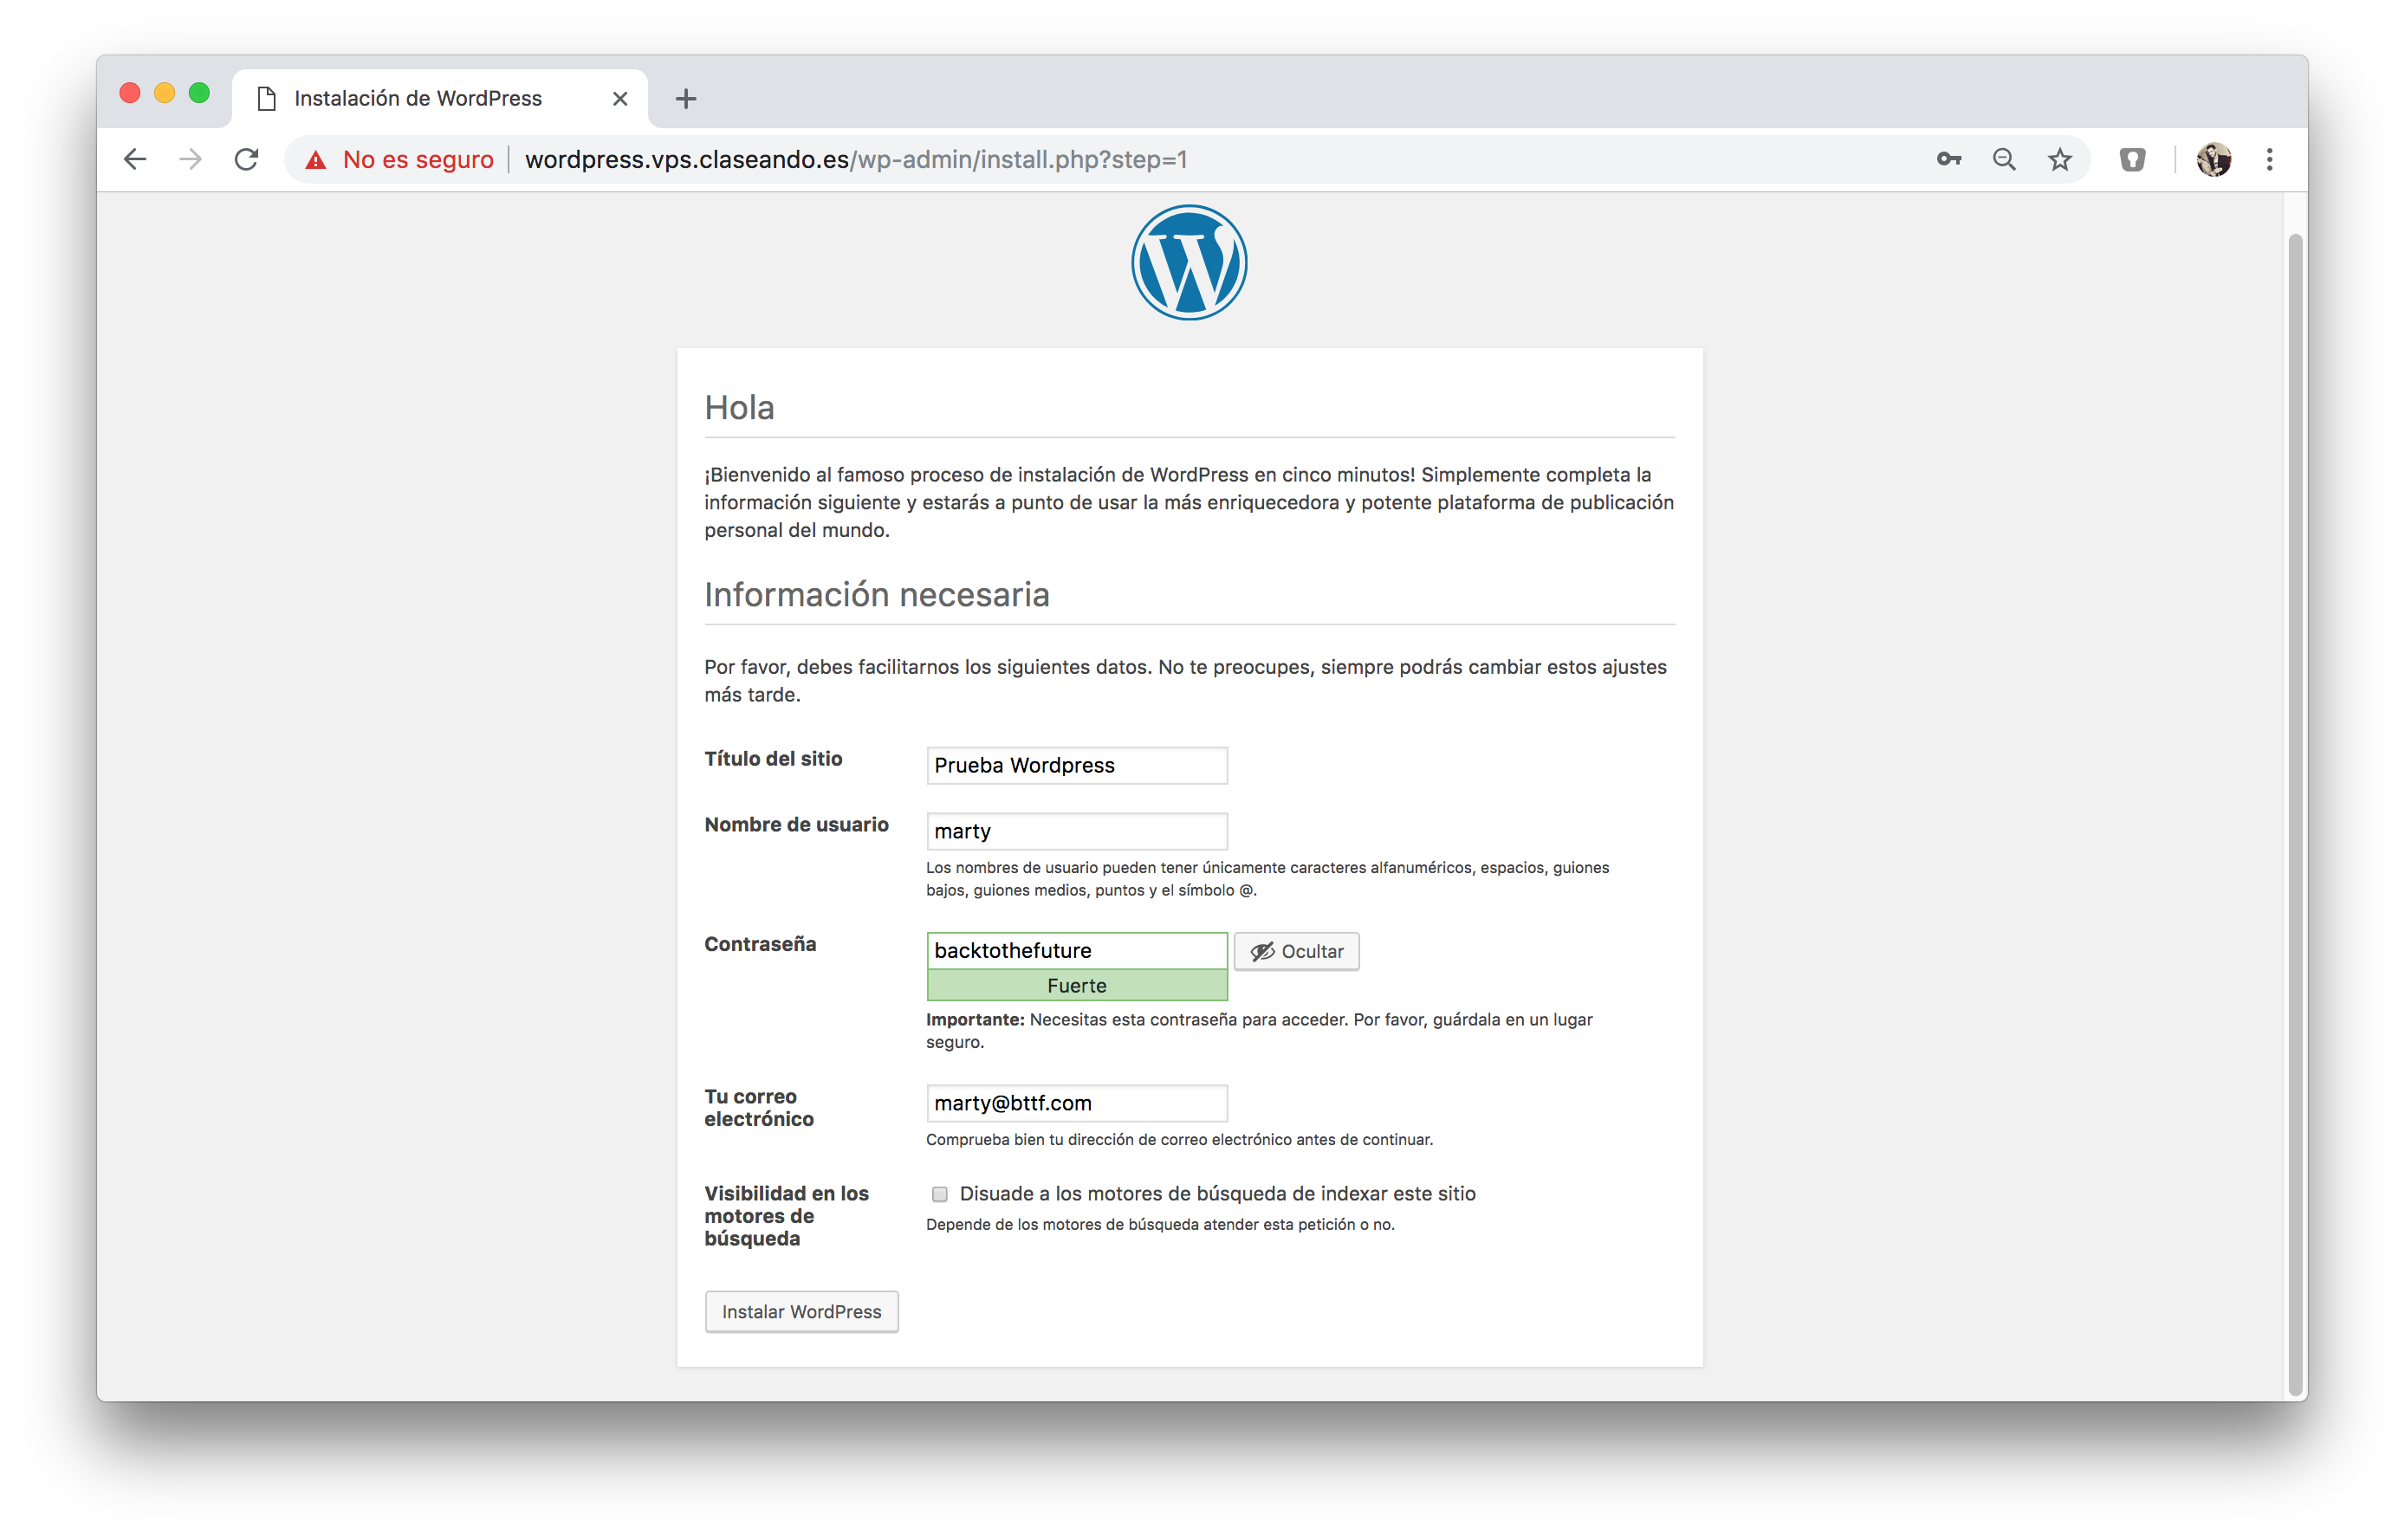 Instalación de WordPress
No es seguro
wordpress.vps.claseando.es/wp-admin/install.php?step=1
Hola
¡Bienvenido al famoso proceso de instalación de WordPress en cinco minutos! Simplemente completa la
información siguiente y estarás a punto de usar la más enriquecedora y potente plataforma de publicación
personal del mundo.
Información necesaria
Por favor, debes facilitarnos los siguientes datos. No te preocupes, siempre podrás cambiar estos ajustes
más tarde.
Título del sitio
Prueba Wordpress
Nombre de usuario
marty
Los nombres de usuario pueden tener únicamente caracteres alfanuméricos, espacios, guiones
bajos, guiones medios, puntos y el símbolo @.
Contraseña
backtothefuture
Ocultar
Fuerte
Importante: Necesitas esta contraseña para acceder. Por favor, guárdala en un lugar
seguro.
Tu correo
electrónico
marty@bttf.com
Comprueba bien tu dirección de correo electrónico antes de continuar.
Visibilidad en los
motores de
búsqueda
Disuade a los motores de búsqueda de indexar este sitio
Depende de los motores de búsqueda atender esta petición o no.
Instalar WordPress